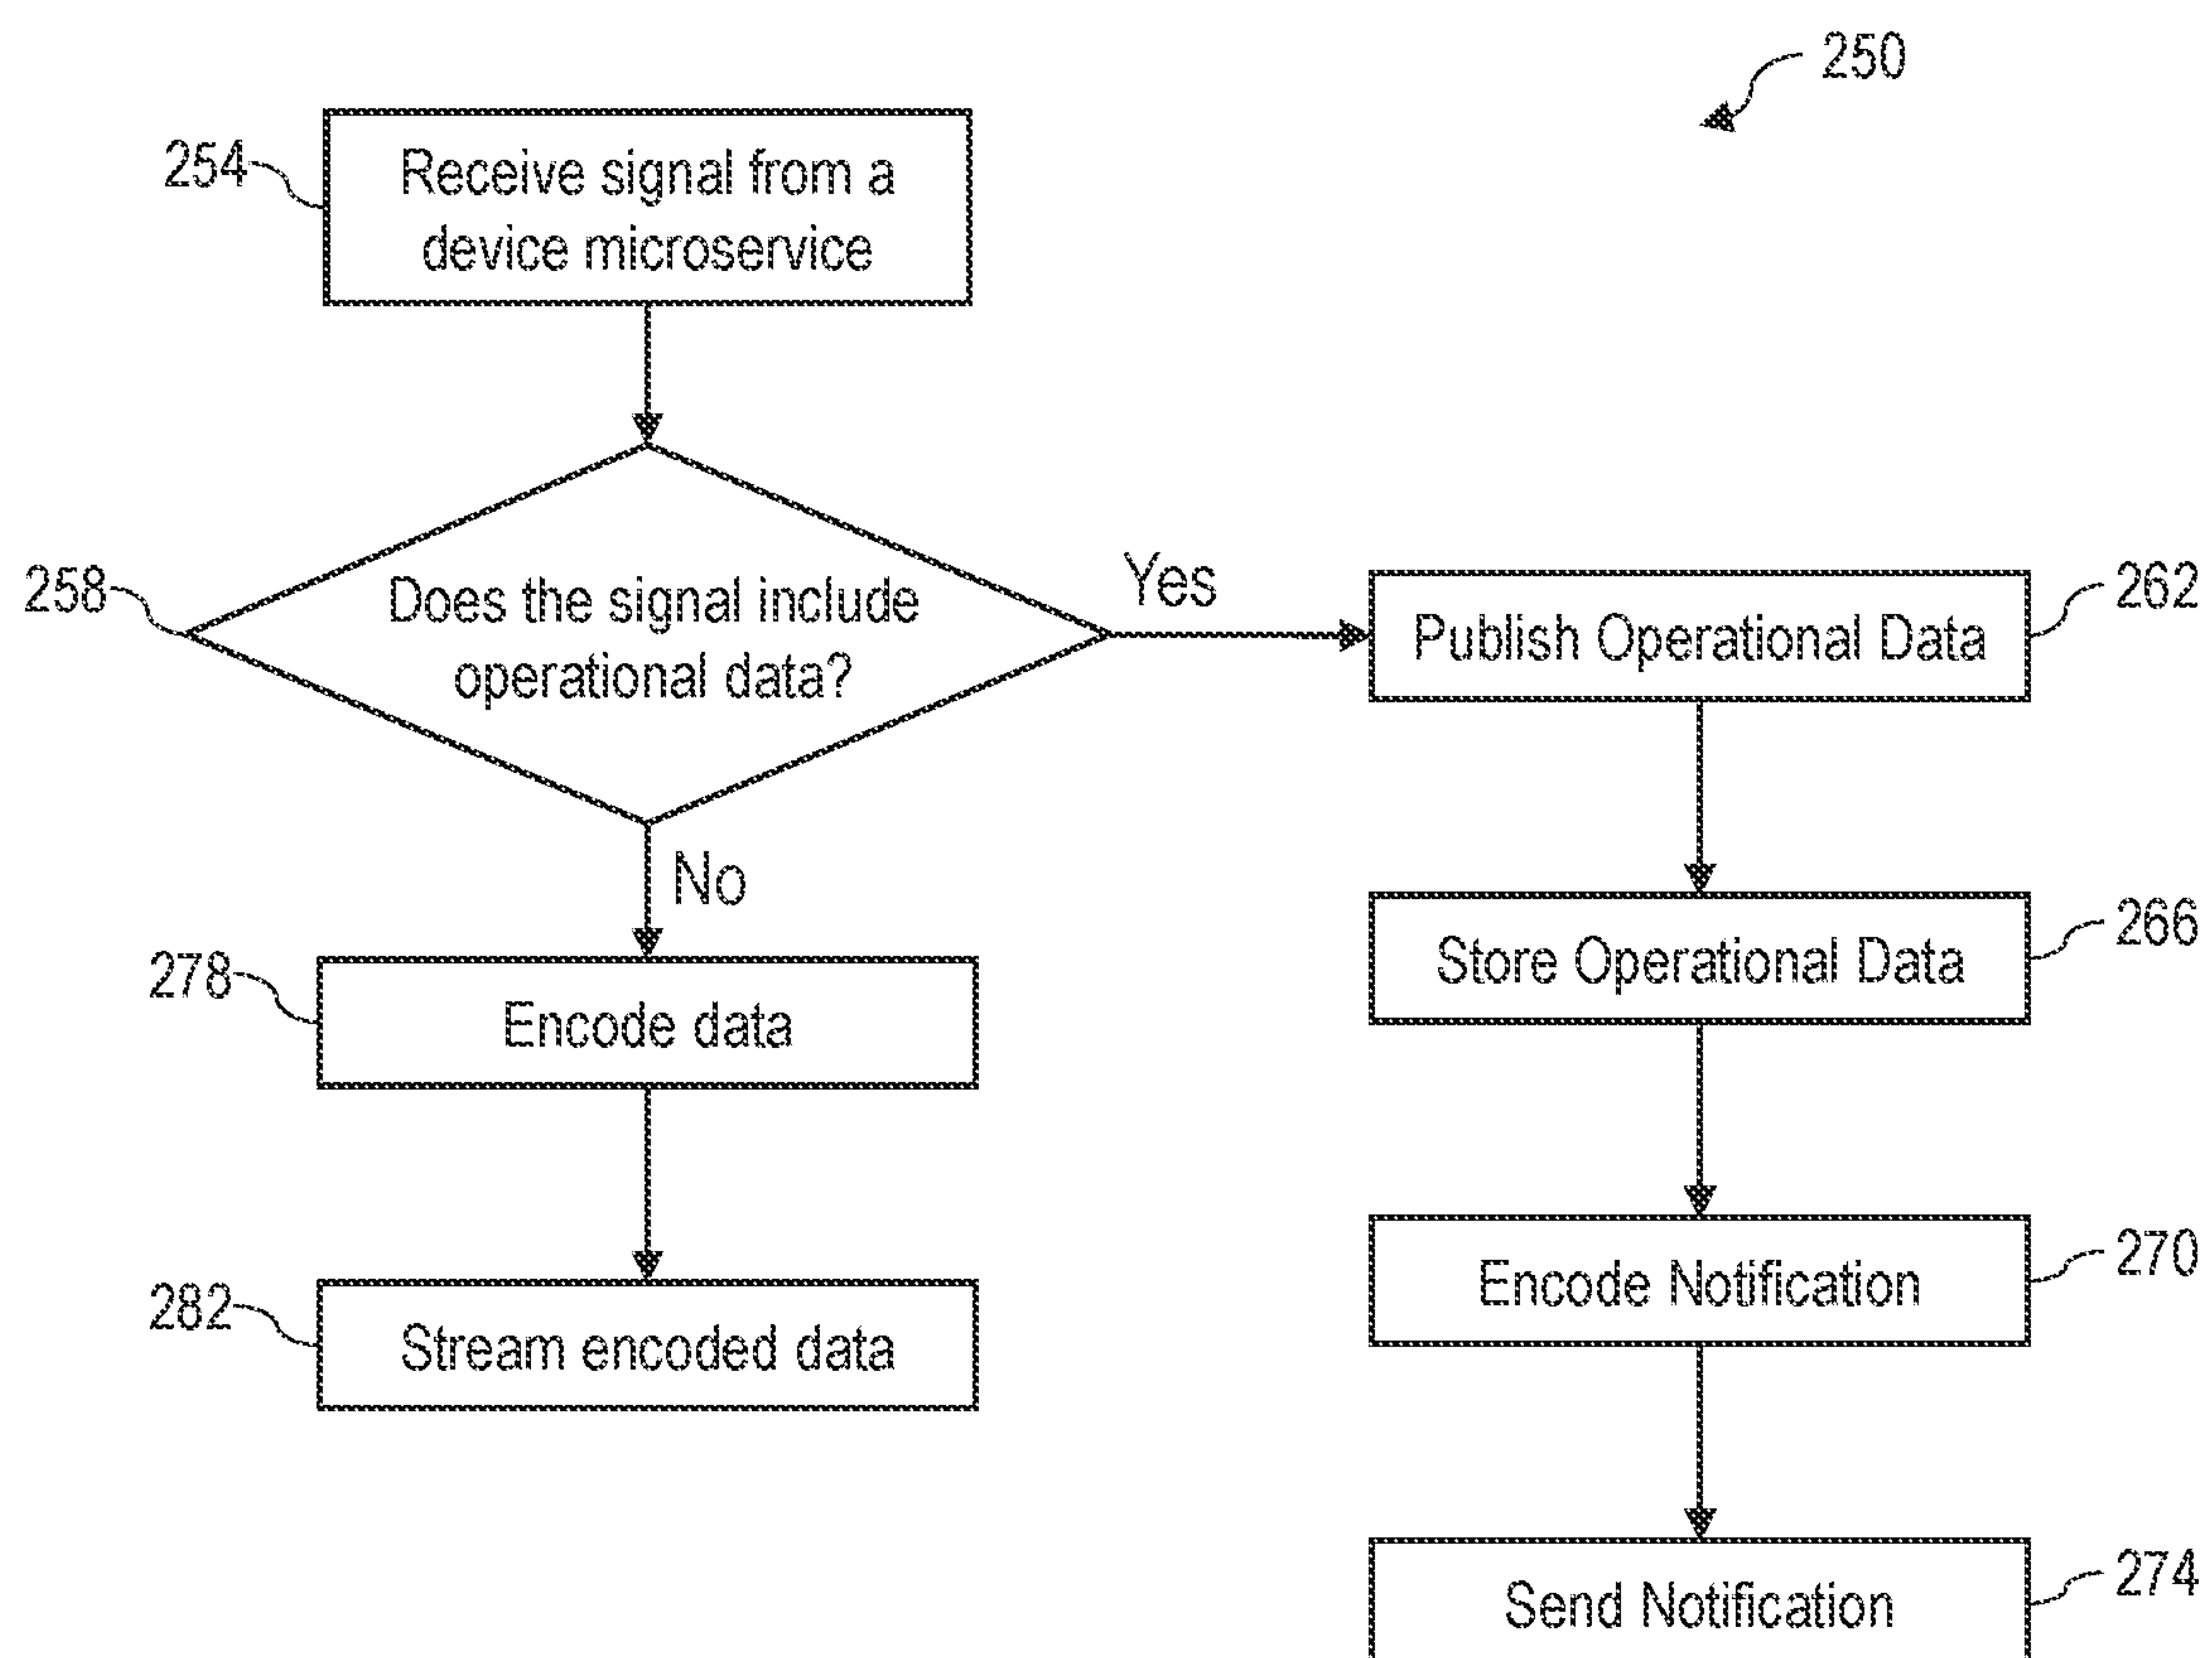 250
254
Receive signal from a
device microservice
258
Does the signal include
operational data?
Yes
262
Publish Operational Data
No
266
Store Operational Data
278
Encode data
270
Encode Notification
282
Stream encoded data
274
Send Notification